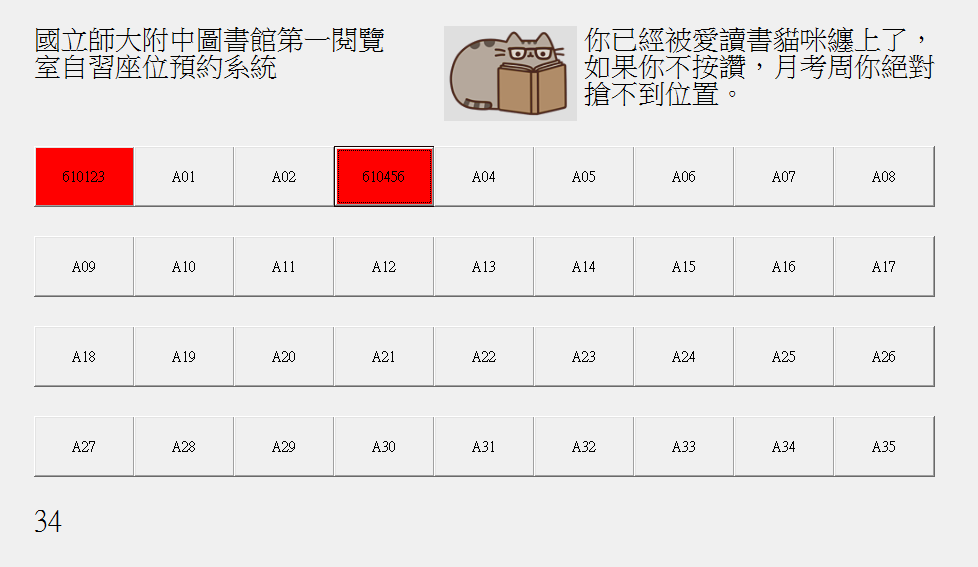 國立師大附中圖書館第一閱覽
室自習座位預約系統
你已經被愛讀書貓咪纏上了，
如果你不按讚，月考周你絕對
搶不到位置。
610123 A01 A02 610456 A04 A05 A06 A07 A08
A09 A10 A11 A12 A13 A14 A15 A16 A17
A18 A19 A20 A21 A22 A23 A24 A25 A26
A27 A28 A29 A30 A31 A32 A33 A34 A35
34